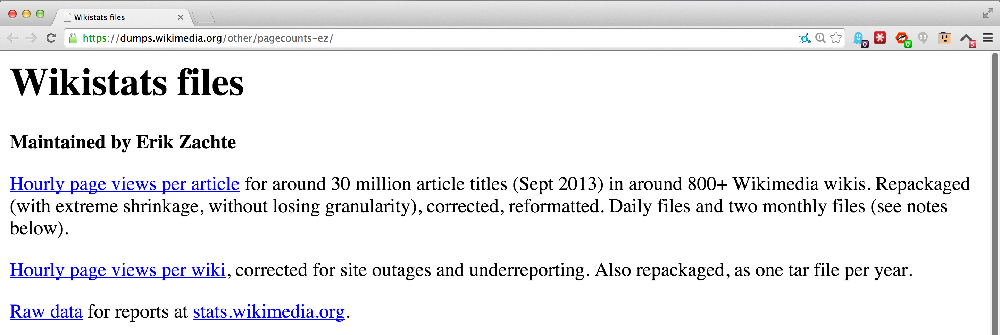 Wikistats files
https://dumps.wikimedia.org/other/pagecounts-ez/
0
0
5
Wikistats files
Maintained by Erik Zachte
Hourly page views per article for around 30 million article titles (Sept 2013) in around 800+ Wikimedia wikis. Repackaged
(with extreme shrinkage, without losing granularity), corrected, reformatted. Daily files and two monthly files (see notes
below).
Hourly page views per wiki, corrected for site outages and underreporting. Also repackaged, as one tar file per year.
Raw data for reports at stats.wikimedia.org.